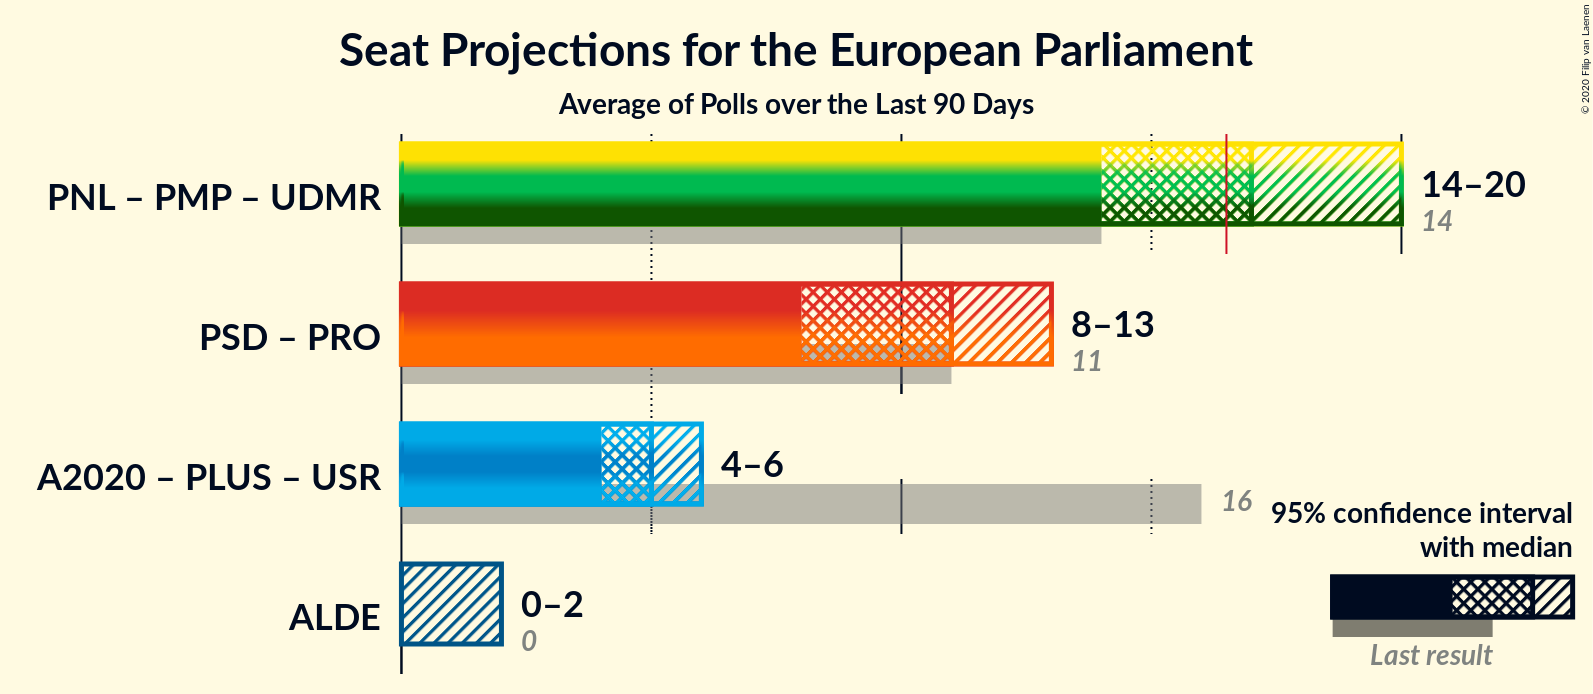 Seat Projections for the European Parliament
Average of Polls over the Last 90 Days
© 2020 Filip van Laenen
PNL – PMP – UDMR
14–20
14
PSD – PRO
8–13
11
A2020 – PLUS – USR
4–6
16
95% confidence interval
with median
Last result
ALDE
0–2
0